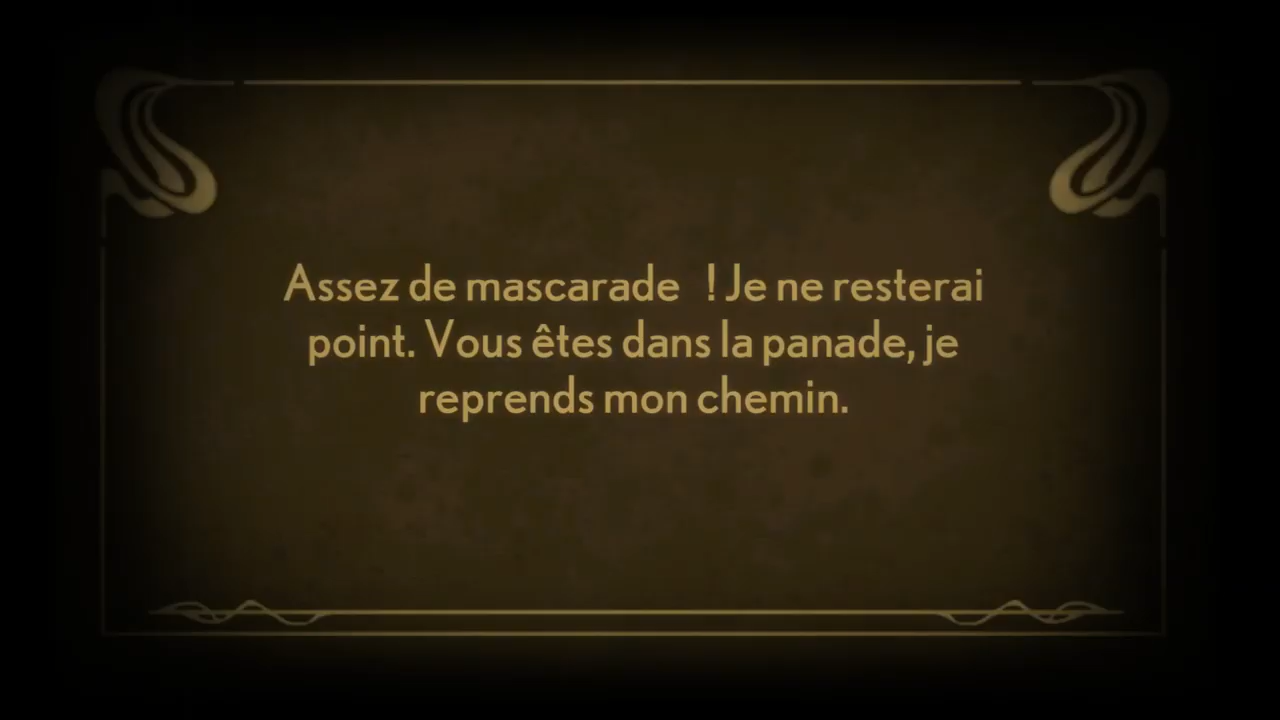 Assez de mascarade  ! Je ne resterai
point. Vous êtes dans la panade, je
reprends mon chemin.